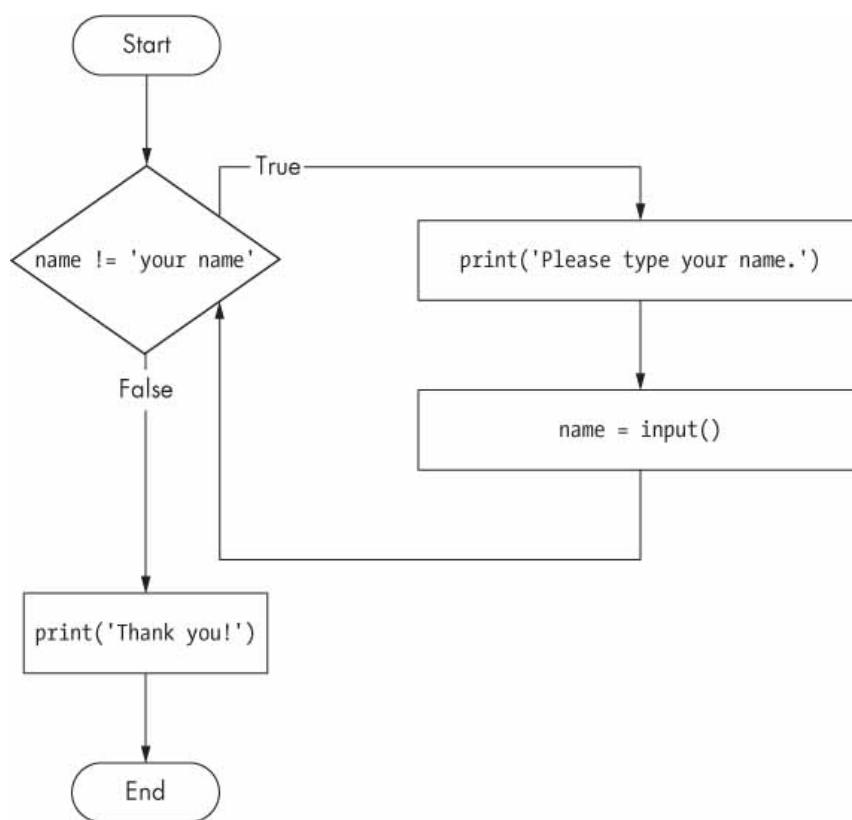 Start
True
name != 'your name'
print('Please type your name.')
False
name = input()
print('Thank you!')
End